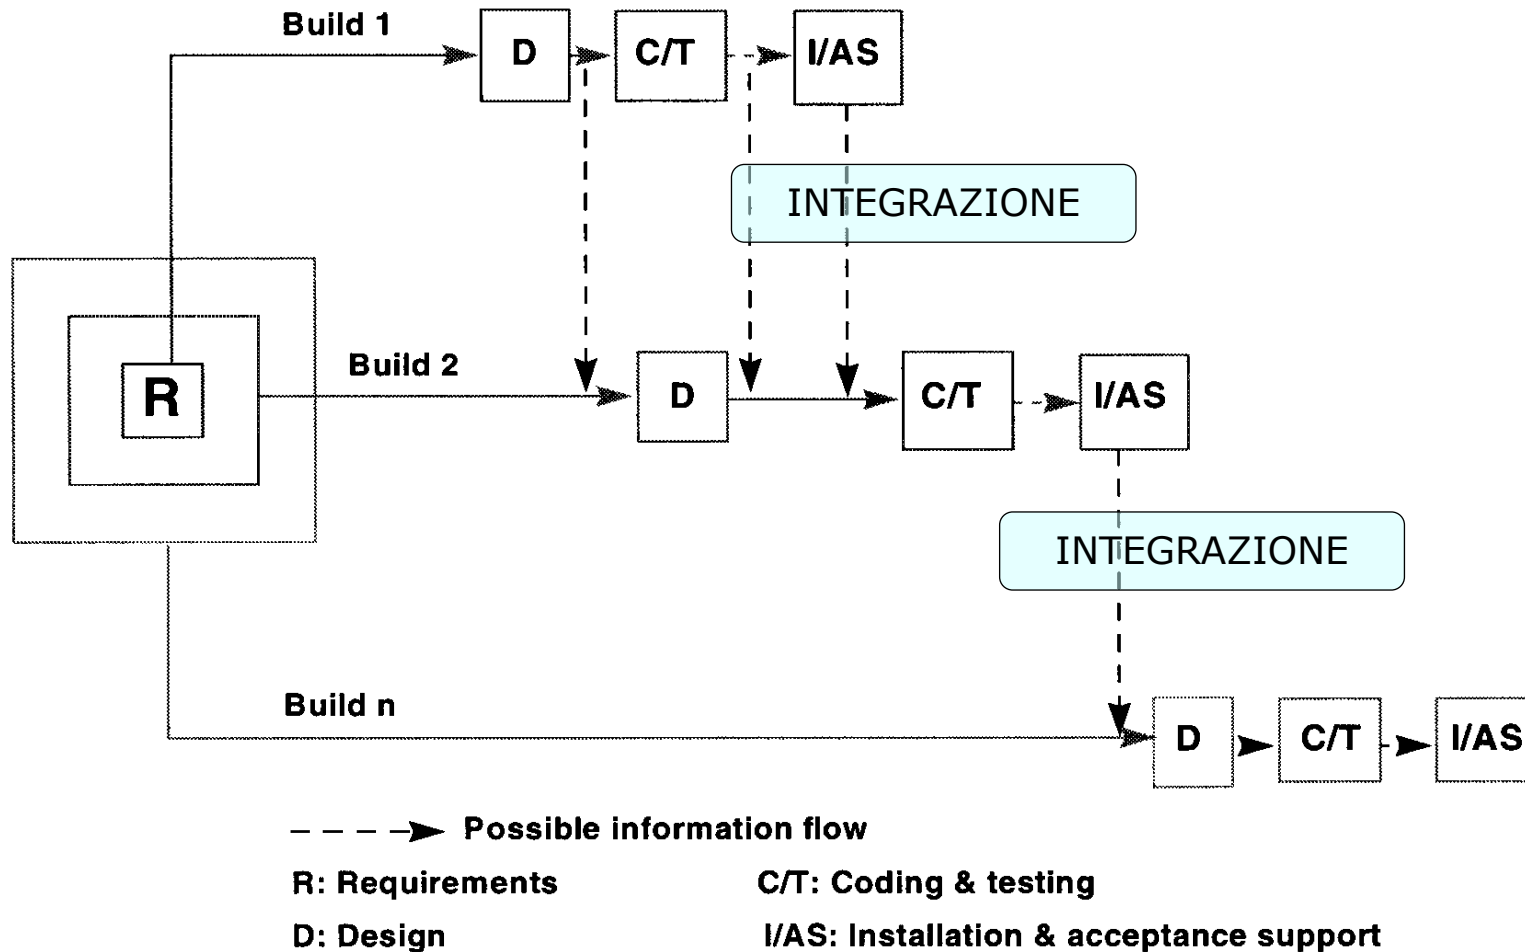 Build 1
D
C/T
I/AS
INTEGRAZIONE
R
Build 2
D
C/T
I/AS
INTEGRAZIONE
Build n
D
C/T
I/AS
Possible information flow
R: Requirements
C/T: Coding & testing
D: Design
I/AS: Installation & acceptance support